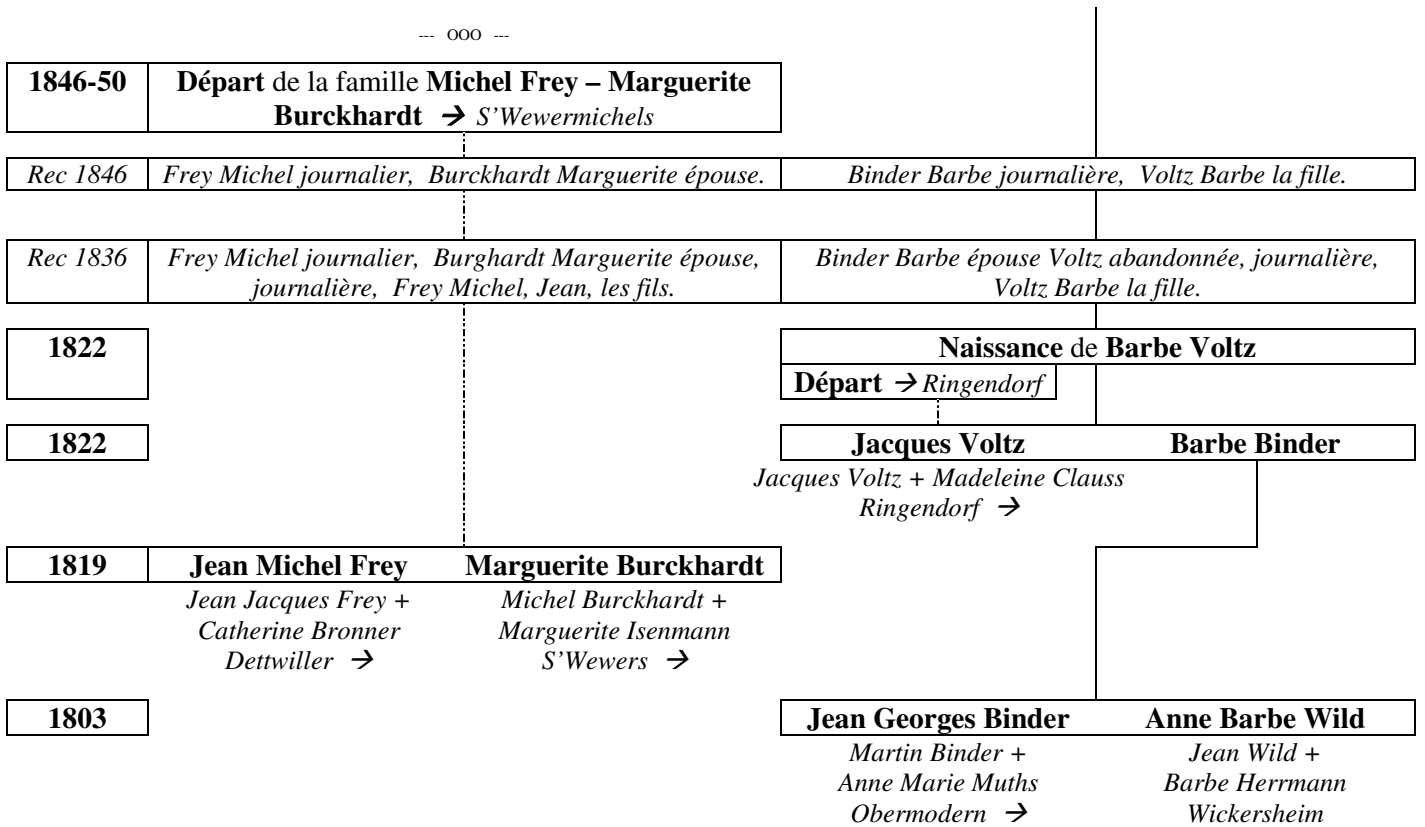 --- OOO ---
1846-50 Départ de la famille Michel Frey – Marguerite
Burckhardt → S’Wewermichels
Rec 1846 Frey Michel journalier, Burckhardt Marguerite épouse. Binder Barbe journalière, Voltz Barbe la fille.
Rec 1836 Frey Michel journalier, Burghardt Marguerite épouse, Binder Barbe épouse Voltz abandonnée, journalière,
journalière, Frey Michel, Jean, les fils. Voltz Barbe la fille.
1822 Naissance de Barbe Voltz
Départ → Ringendorf
1822 Jacques Voltz Barbe Binder
Jacques Voltz + Madeleine Clauss
Ringendorf →
1819 Jean Michel Frey Marguerite Burckhardt
Jean Jacques Frey + Michel Burckhardt +
Catherine Bronner Marguerite Isenmann
Dettwiller → S’Wewers →
1803 Jean Georges Binder Anne Barbe Wild
Martin Binder + Jean Wild +
Anne Marie Muths Barbe Herrmann
Obermodern → Wickersheim